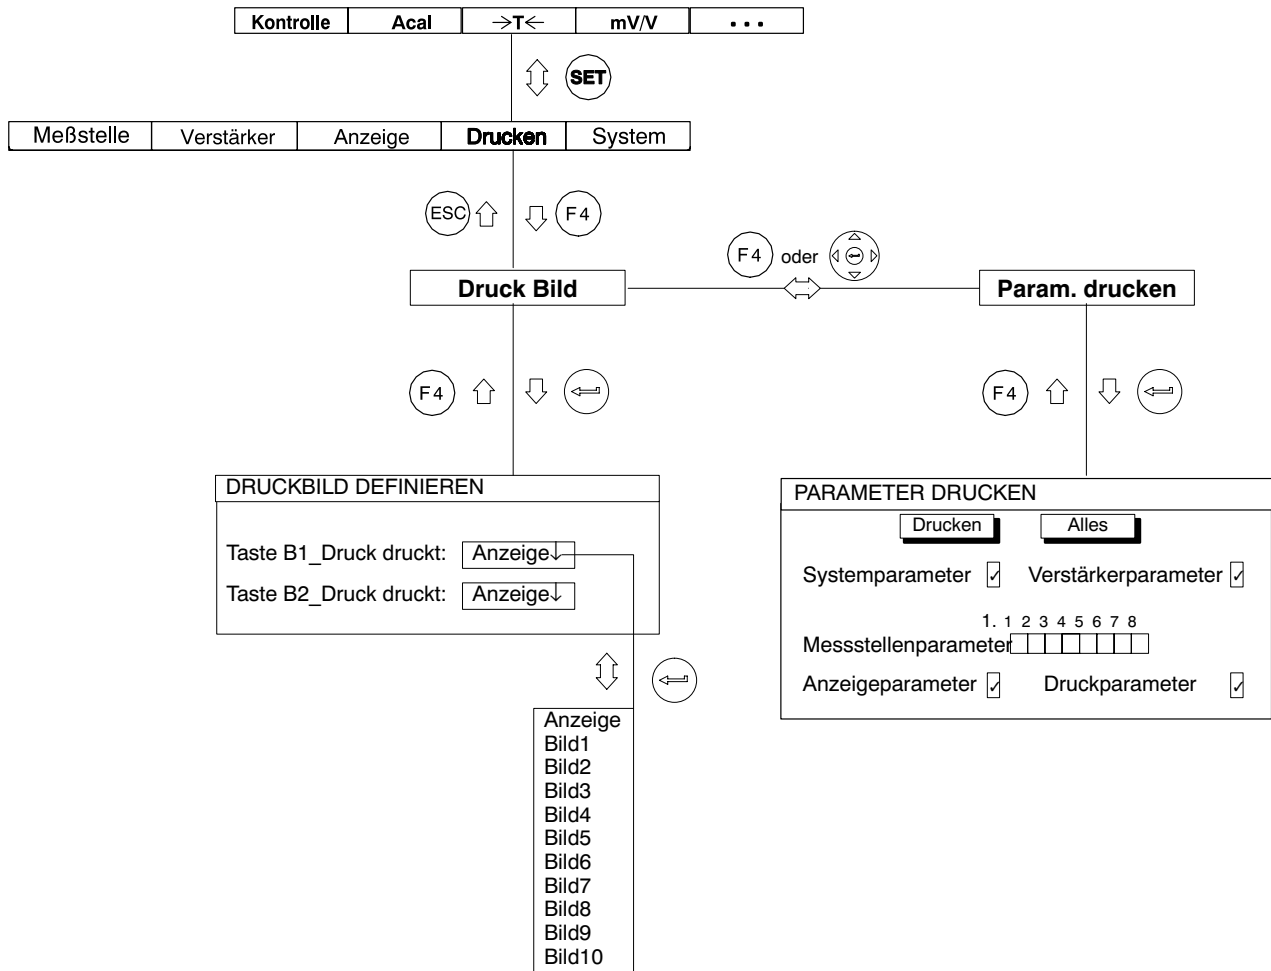 Kontrolle Acal →T← mV/V ...
SET
Meßstelle Verstärker Anzeige Drucken System
ESC F4
F4 oder
Druck Bild Param. drucken
F4 F4
DRUCKBILD DEFINIEREN
Taste B1_Druck druckt: Anzeige↓
Taste B2_Druck druckt: Anzeige↓
PARAMETER DRUCKEN
Drucken Alles
Systemparameter ✓ Verstärkerparameter ✓
1. 1 2 3 4 5 6 7 8
Messstellenparameter
Anzeigeparameter ✓ Druckparameter ✓
Anzeige
Bild1
Bild2
Bild3
Bild4
Bild5
Bild6
Bild7
Bild8
Bild9
Bild10